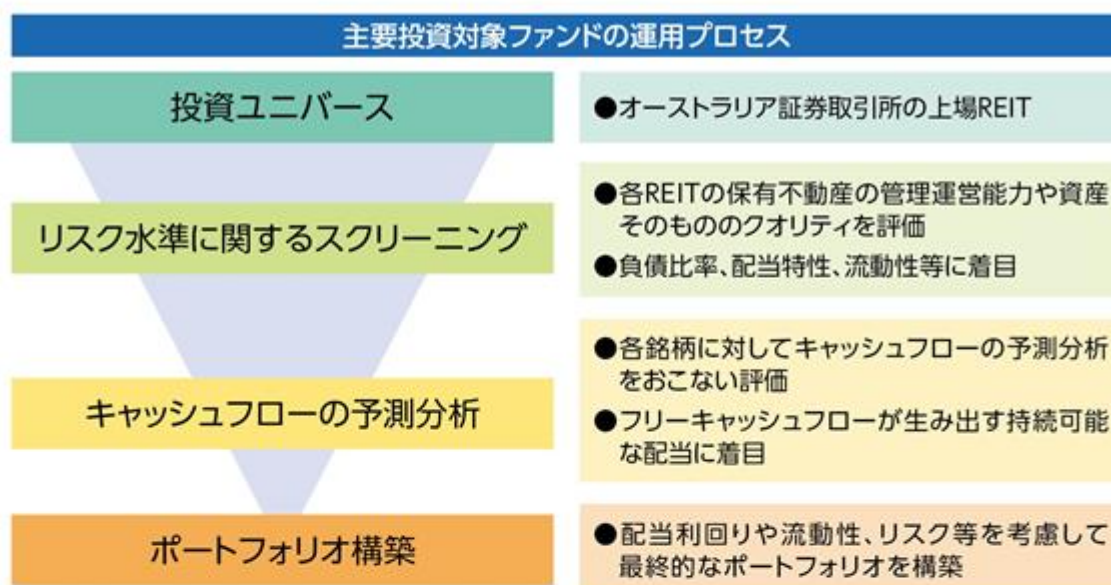 主要投資対象ファンドの運用プロセス
投資ユニバース
●オーストラリア証券取引所の上場REIT
リスク水準に関するスクリーニング
●各REITの保有不動産の管理運営能力や資産
そのもののクオリティを評価
●負債比率、配当特性、流動性等に着目
キャッシュフローの予測分析
●各銘柄に対してキャッシュフローの予測分析
をおこない評価
●フリーキャッシュフローが生み出す持続可能
な配当に着目
ポートフォリオ構築
●配当利回りや流動性、リスク等を考慮して
最終的なポートフォリオを構築